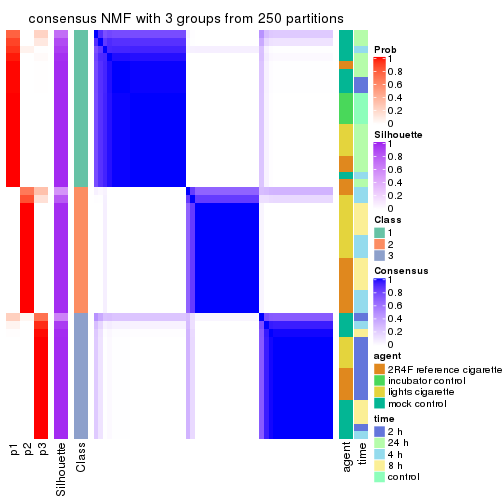 consensus NMF with 3 groups from 250 partitions
Prob
1
0.8
0.6
0.4
0.2
0
Silhouette
1
0.8
0.6
0.4
0.2
0
Class
1
2
3
Consensus
1
0.8
0.6
0.4
0.2
0
agent
2R4F reference cigarette
incubator control
lights cigarette
mock control
time
2 h
24 h
4 h
8 h
control
p1
p2
p3
Silhouette
Class
agent
time